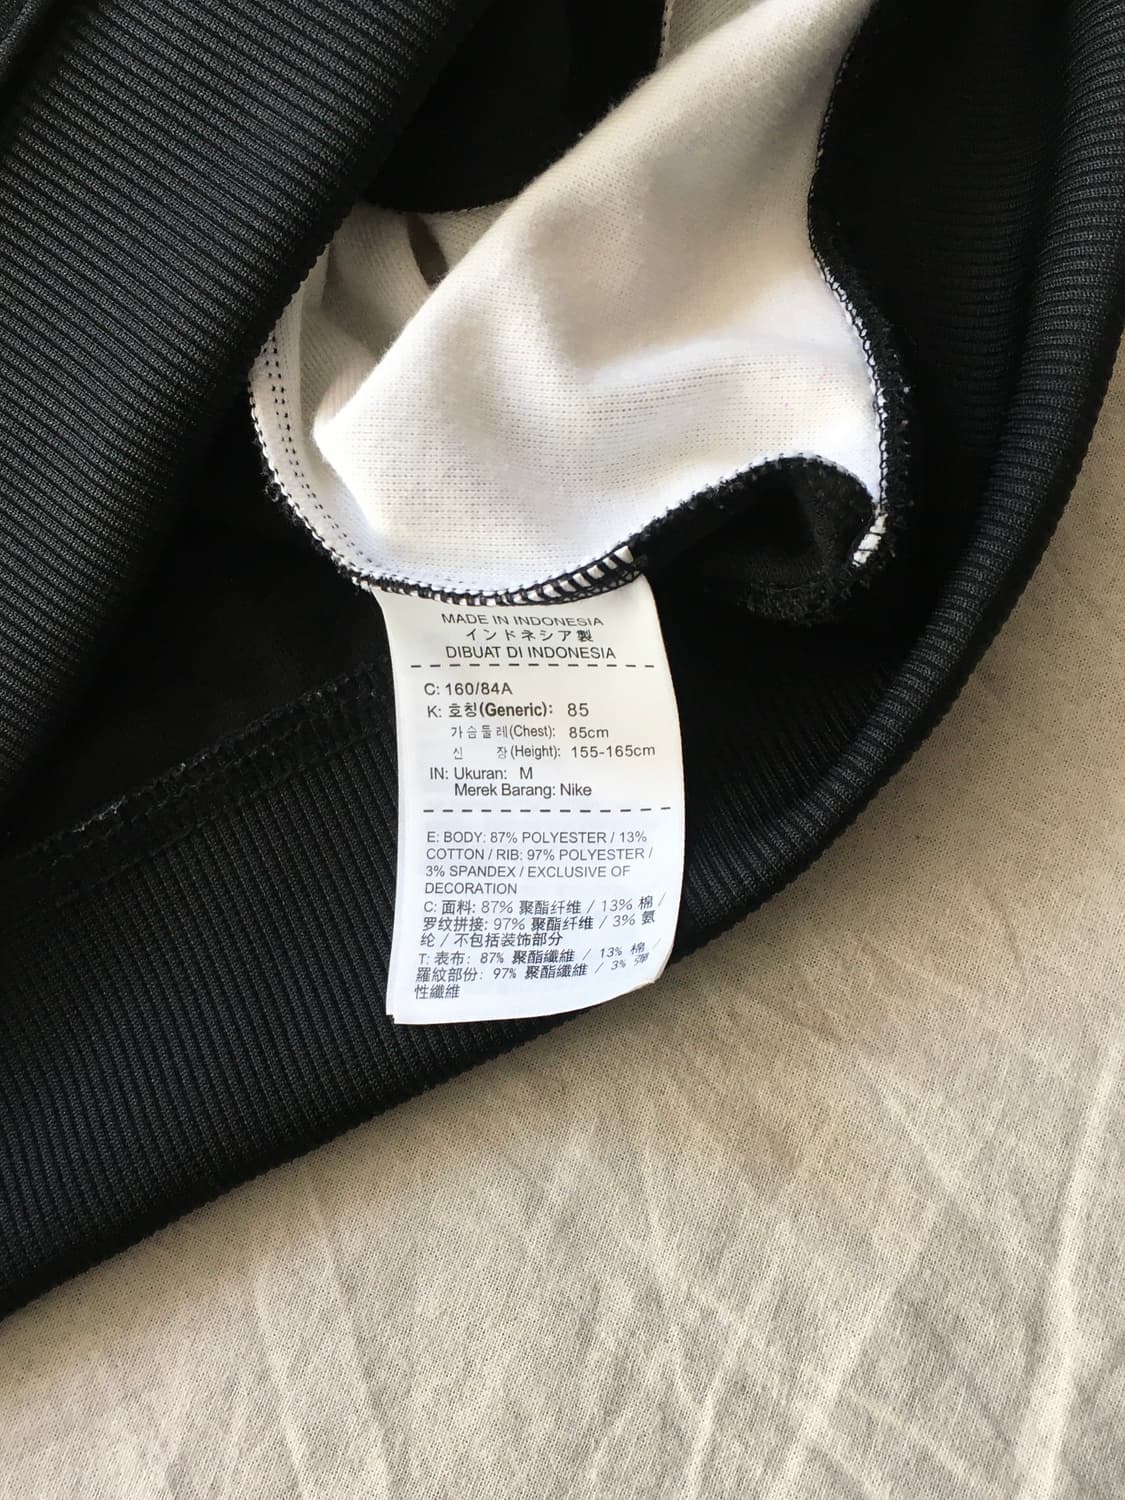 MADE IN INDONESIA
インドネシア製
DIBUAT DI INDONESIA
C: 160/84A
K: 호칭(Generic): 85
가슴둘레(Chest): 85cm
신 장(Height): 155-165cm
IN: Ukuran: M
Merek Barang: Nike
E: BODY: 87% POLYESTER / 13%
COTTON / RIB: 97% POLYESTER /
3% SPANDEX / EXCLUSIVE OF
DECORATION
C: 面料: 87% 聚酯纤维 / 13% 棉 /
罗纹拼接: 97% 聚酯纤维 / 3% 氨
纶 / 不包括装饰部分
T: 表布: 87% 聚酯纖維 / 13% 棉 /
羅紋部份: 97% 聚酯纖維 / 3% 彈
性纖維